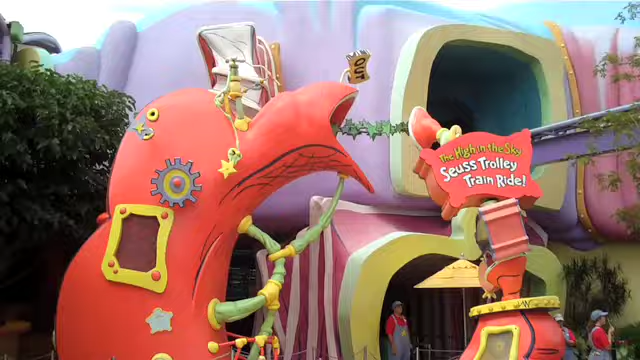 OUT
The High in the Sky
Seuss Trolley
Train Ride!